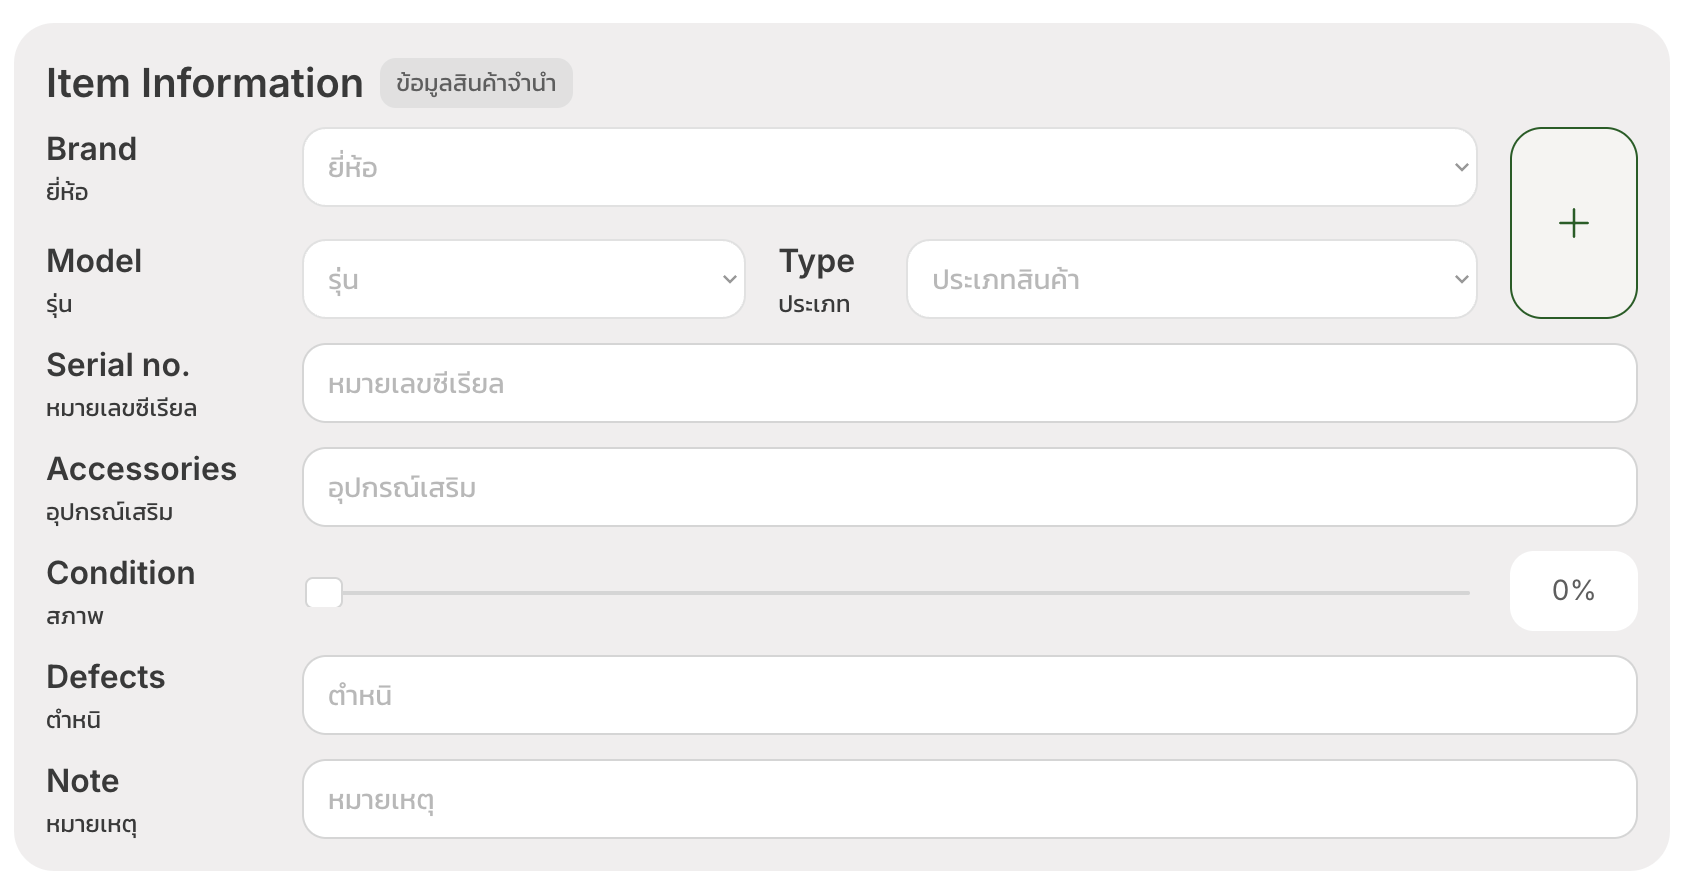 Item Information ข้อมูลสินค้าจำนำ
Brand
ยี่ห้อ
ยี่ห้อ
Model
รุ่น
รุ่น
Type
ประเภท
ประเภทสินค้า
Serial no.
หมายเลขซีเรียล
หมายเลขซีเรียล
Accessories
อุปกรณ์เสริม
อุปกรณ์เสริม
Condition
สภาพ
0%
Defects
ตำหนิ
ตำหนิ
Note
หมายเหตุ
หมายเหตุ